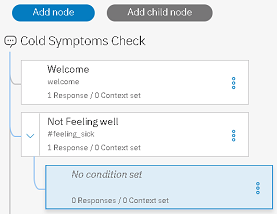 Add node Add child node
Cold Symptoms Check
Welcome
welcome
1 Response / 0 Context set
Not Feeling well
#feeling_sick
1 Response / 0 Context set
No condition set
0 Responses / 0 Context set